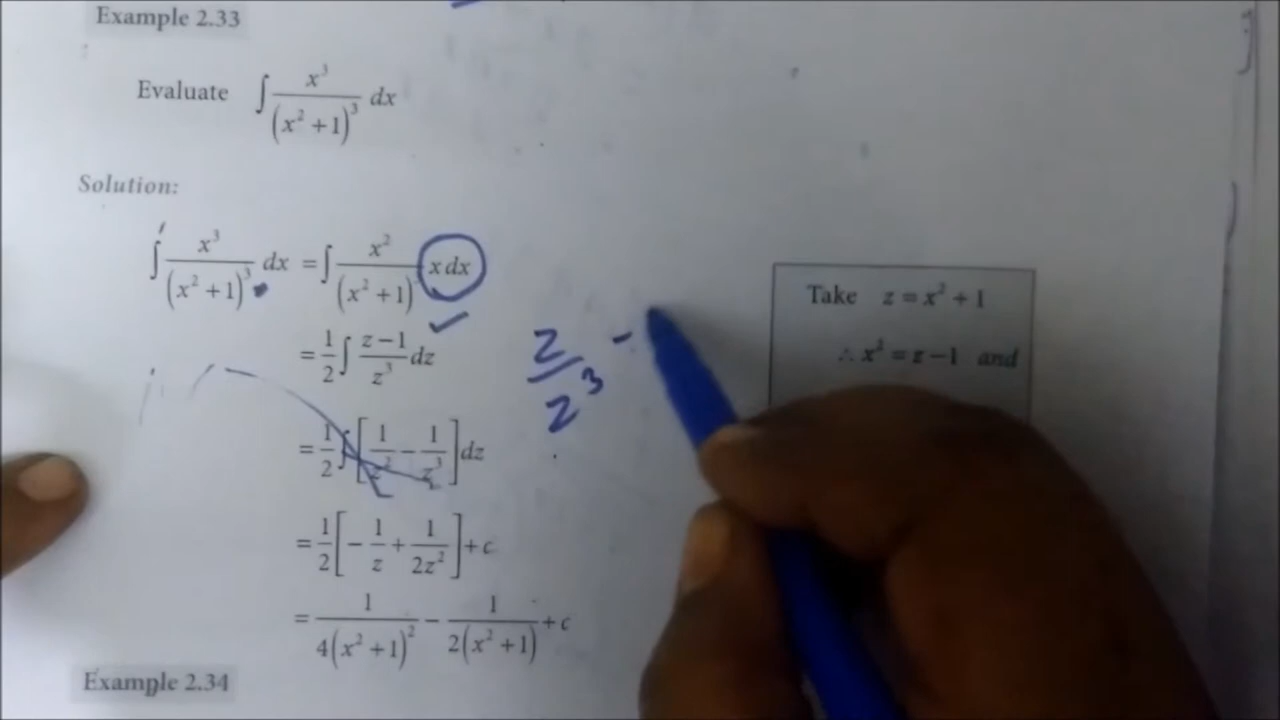 Example 2.33
Evaluate ∫ x³/(x²+1)³ dx
Solution:
∫ x³/(x²+1)³ dx = ∫ x²/(x²+1) x dx
= 1/2 ∫ (z−1)/z³ dz
= 1/2 ∫ [1/z² − 1/z³] dz
= 1/2 [−1/z + 1/(2z²)] + c
= 1/(4(x²+1)²) − 1/(2(x²+1)) + c
z/z³ −
Take z = x² + 1
∴ x² = z − 1 and
Example 2.34